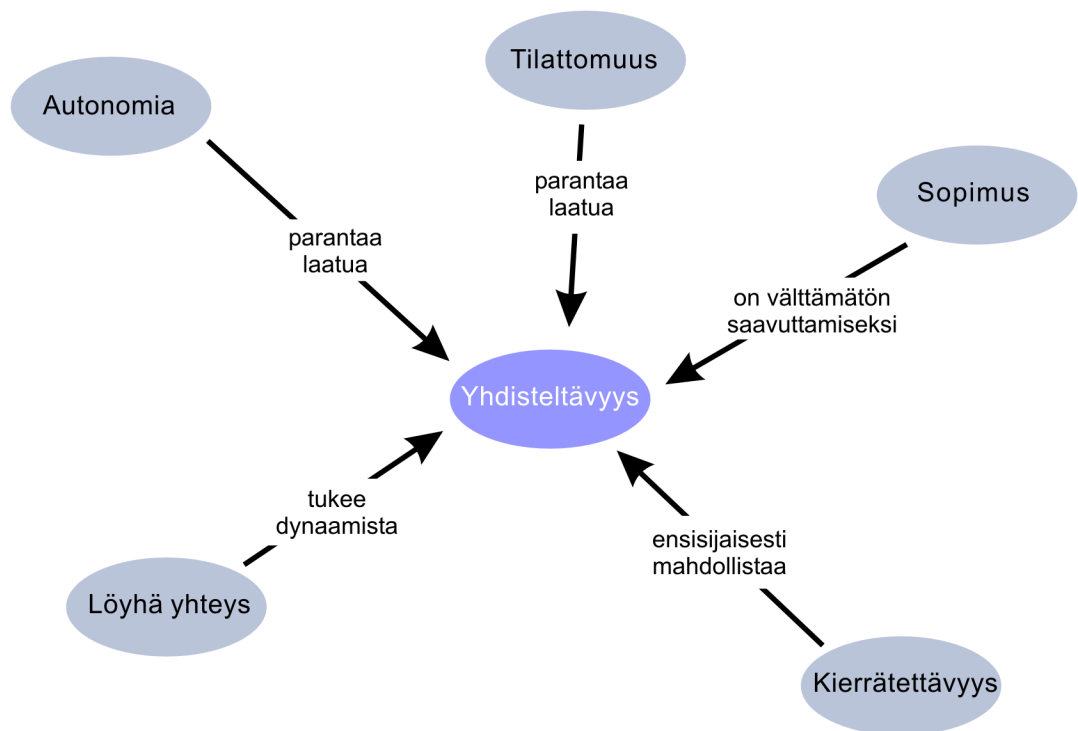 Tilattomuus
Autonomia
Sopimus
parantaa
laatua
parantaa
laatua
on välttämätön
saavuttamiseksi
Yhdisteltävyys
tukee
dynaamista
ensisijaisesti
mahdollistaa
Löyhä yhteys
Kierrätettävyys